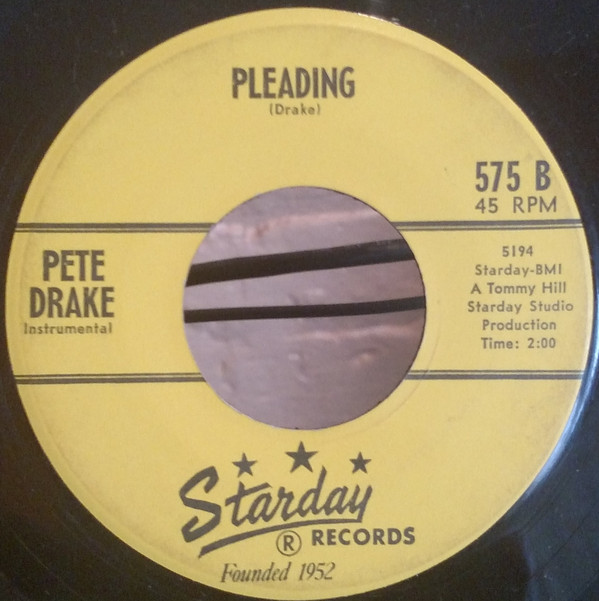 PLEADING
(Drake)
575 B
45 RPM
PETE
DRAKE
Instrumental
5194
Starday-BMI
A Tommy Hill
Starday Studio
Production
Time: 2:00
Starday
® RECORDS
Founded 1952